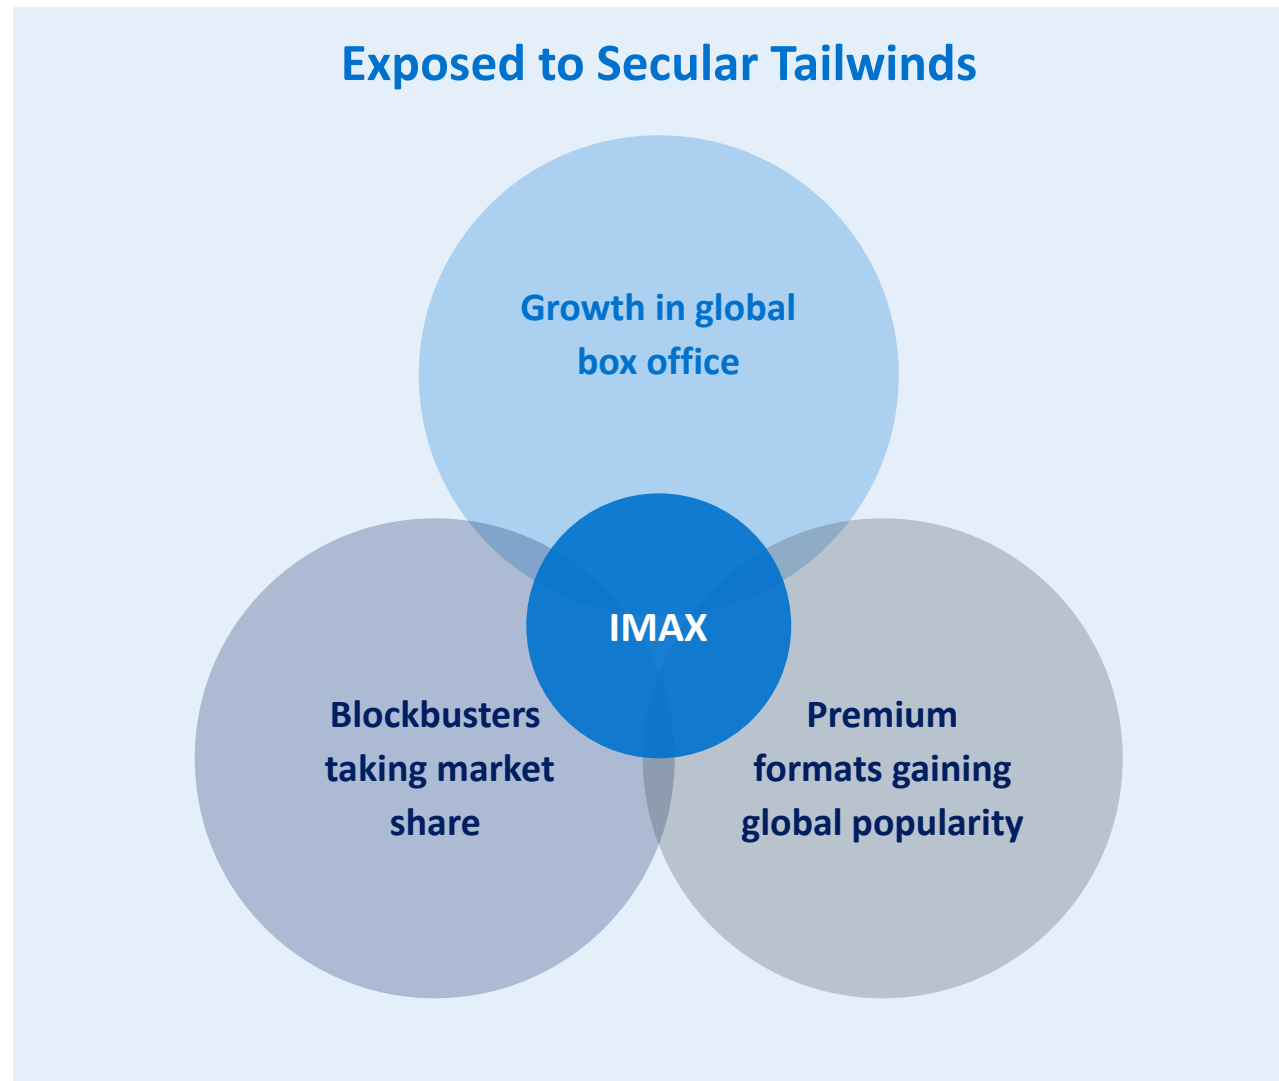 Exposed to Secular Tailwinds
Growth in global
box office
IMAX
Blockbusters
taking market
share
Premium
formats gaining
global popularity